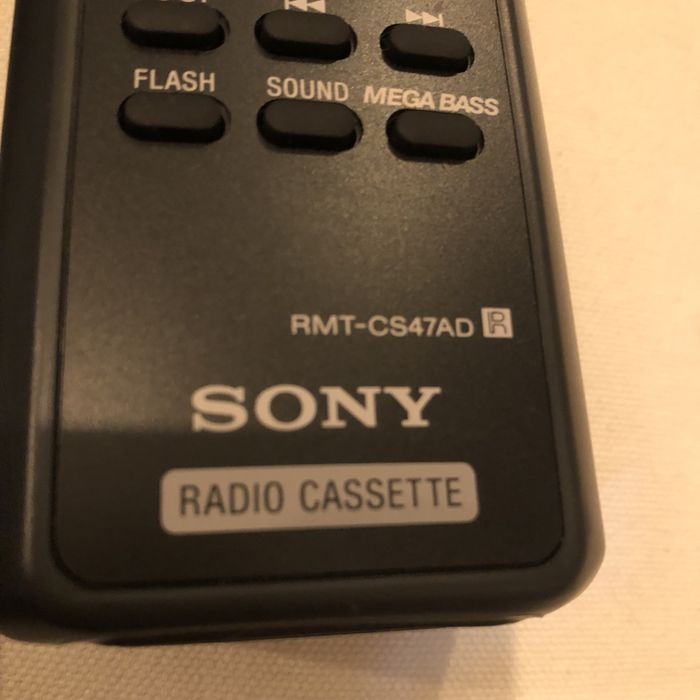 FLASH SOUND MEGA BASS
RMT-CS47AD R
SONY
RADIO CASSETTE